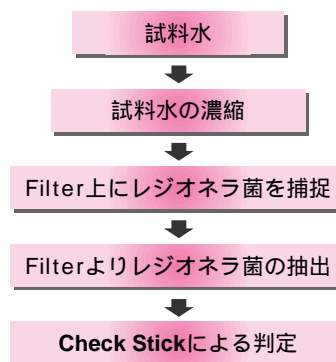 試料水
試料水の濃縮
Filter上にレジオネラ菌を捕捉
Filterよりレジオネラ菌の抽出
Check Stickによる判定